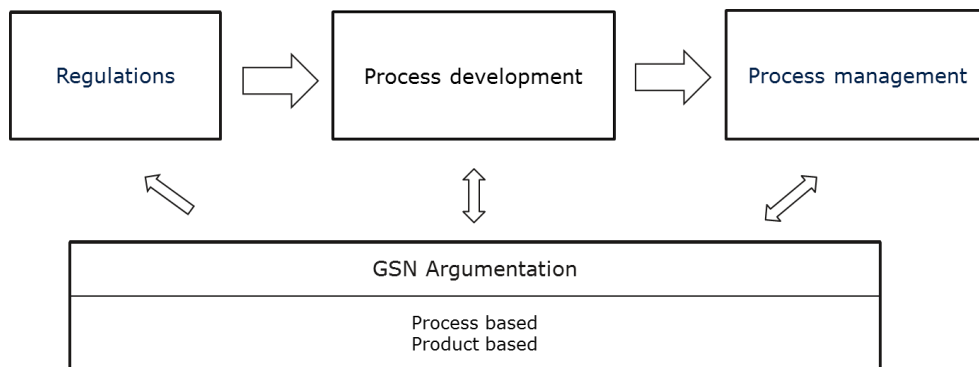 Regulations
Process development
Process management
GSN Argumentation
Process based
Product based